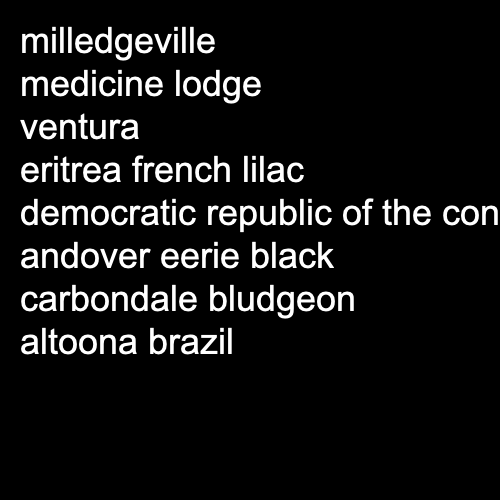 milledgeville
medicine lodge
ventura
eritrea french lilac
democratic republic of the con
andover eerie black
carbondale bludgeon
altoona brazil